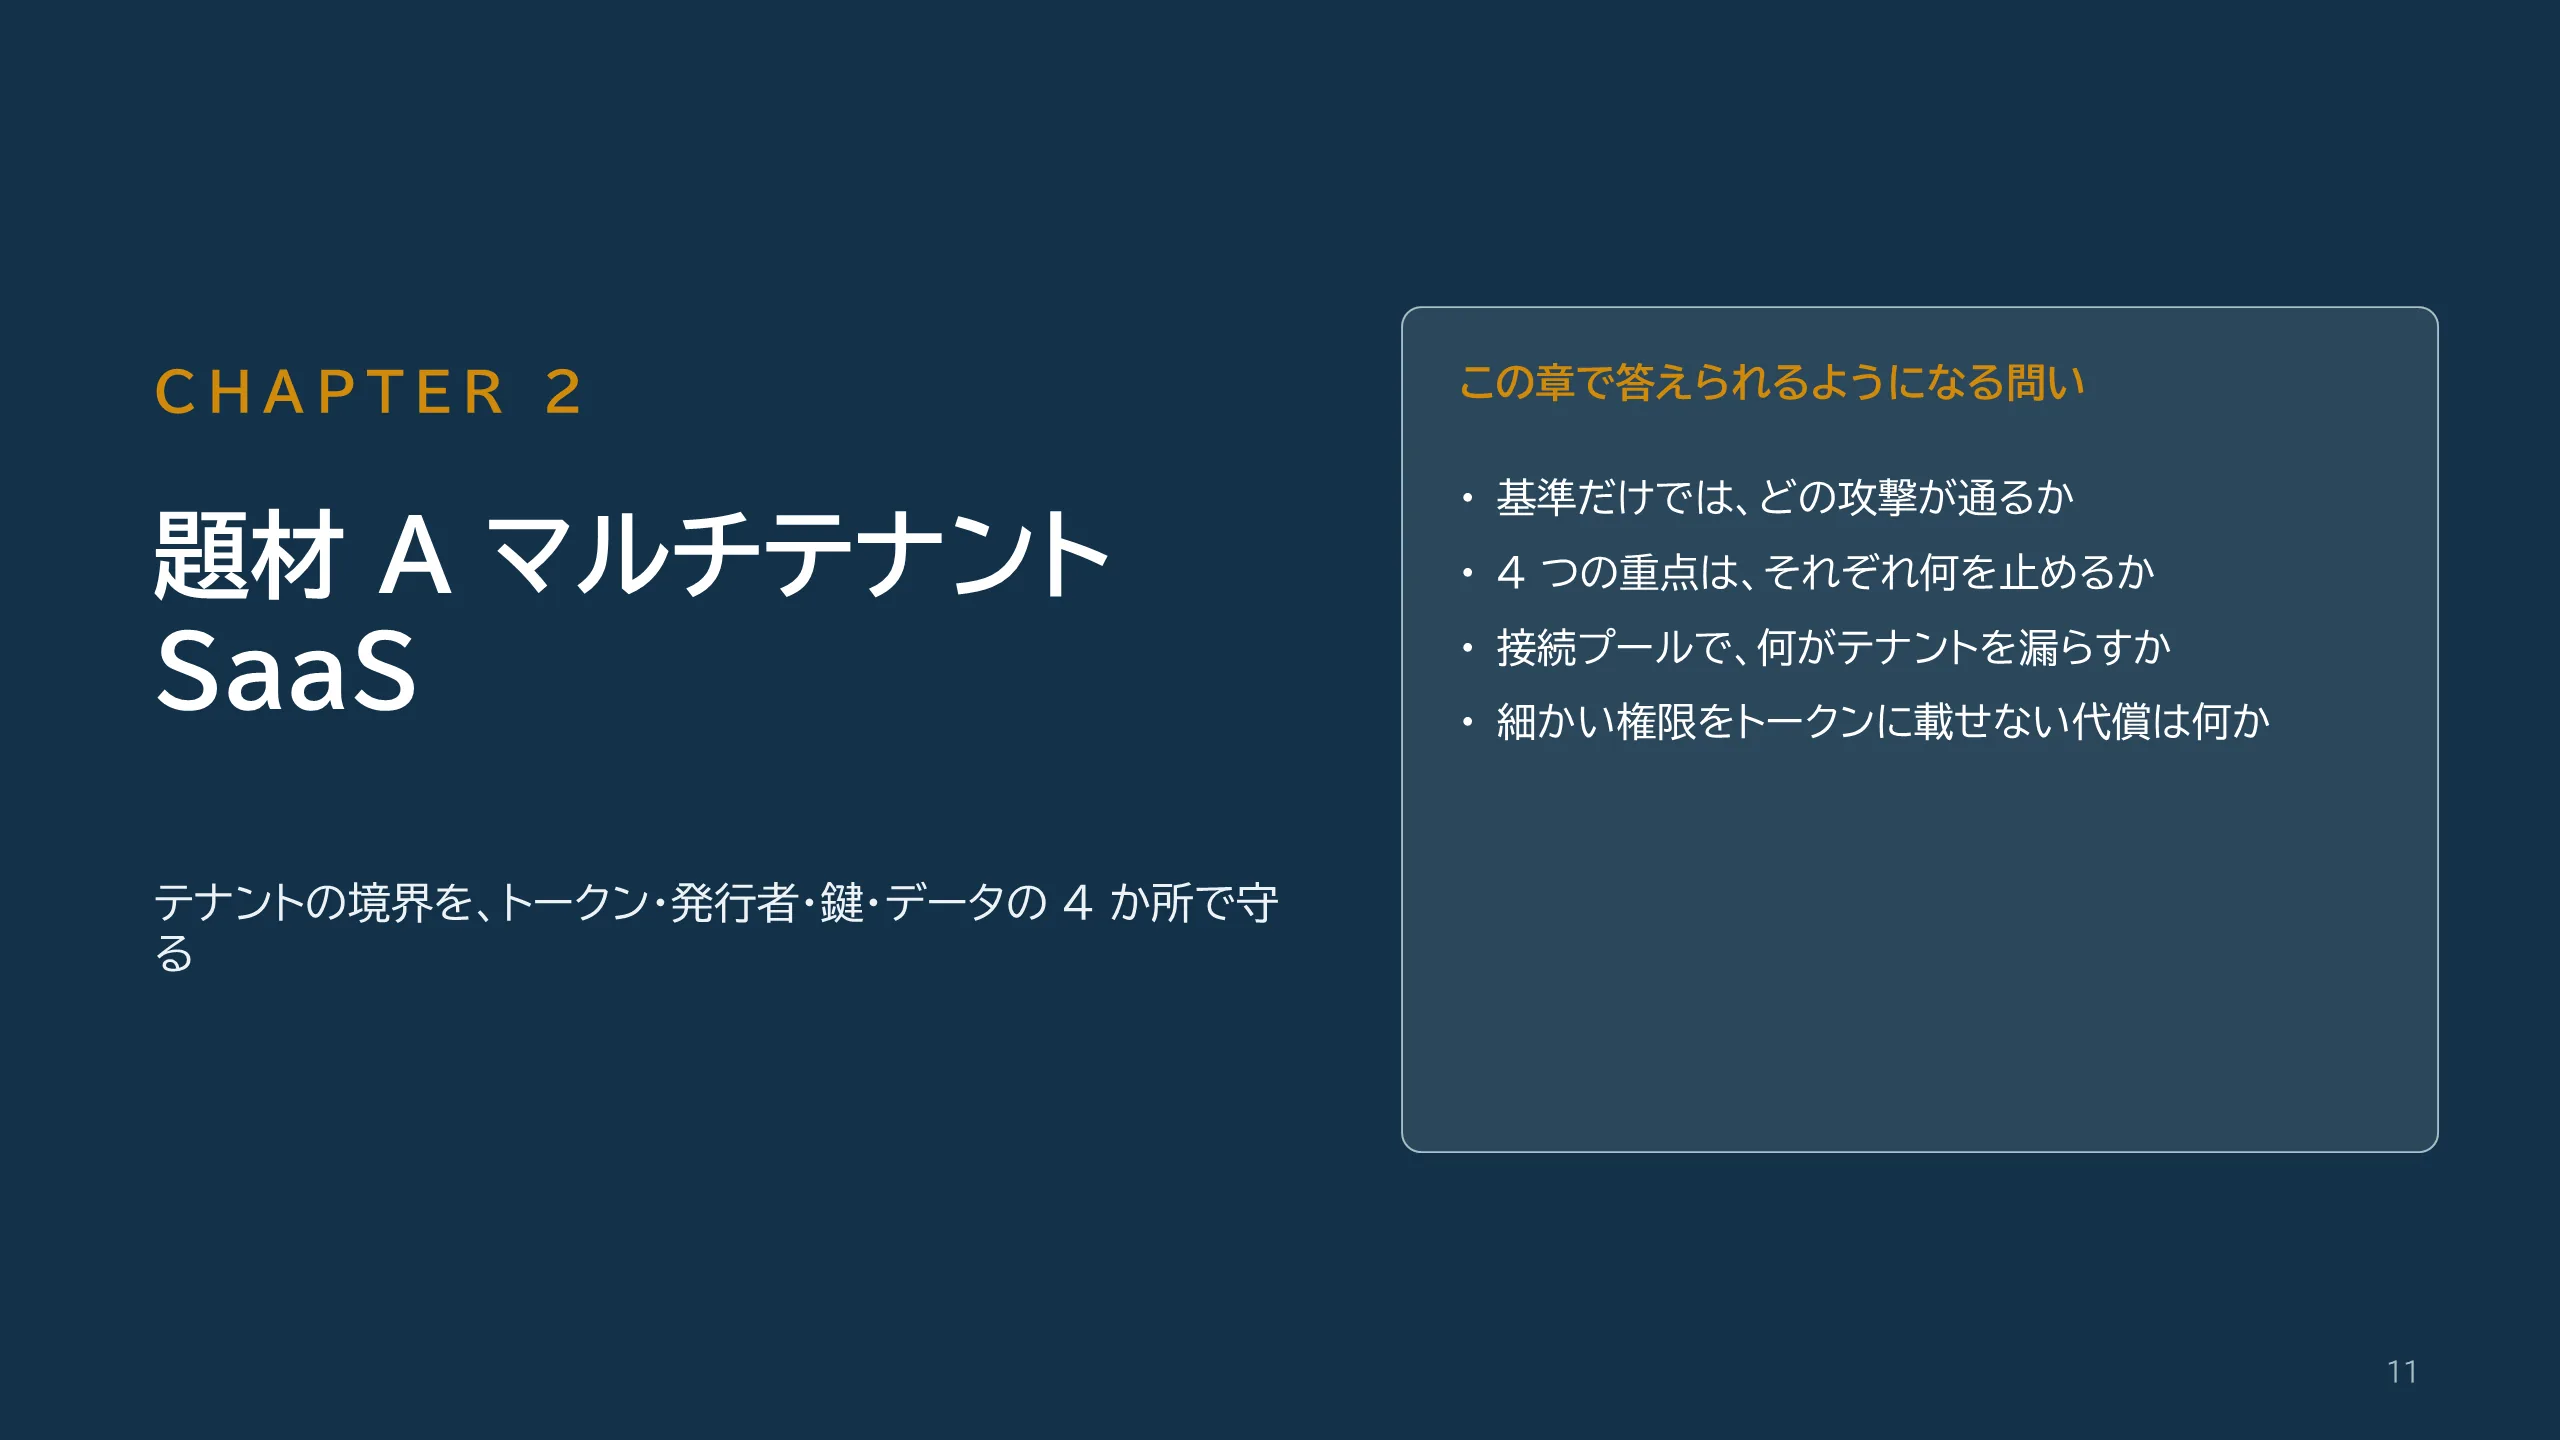 CHAPTER 2
題材 A マルチテナント
SaaS
テナントの境界を、トークン・発行者・鍵・データの 4 か所で守
る
この章で答えられるようになる問い
• 基準だけでは、どの攻撃が通るか
• 4 つの重点は、それぞれ何を止めるか
• 接続プールで、何がテナントを漏らすか
• 細かい権限をトークンに載せない代償は何か
11